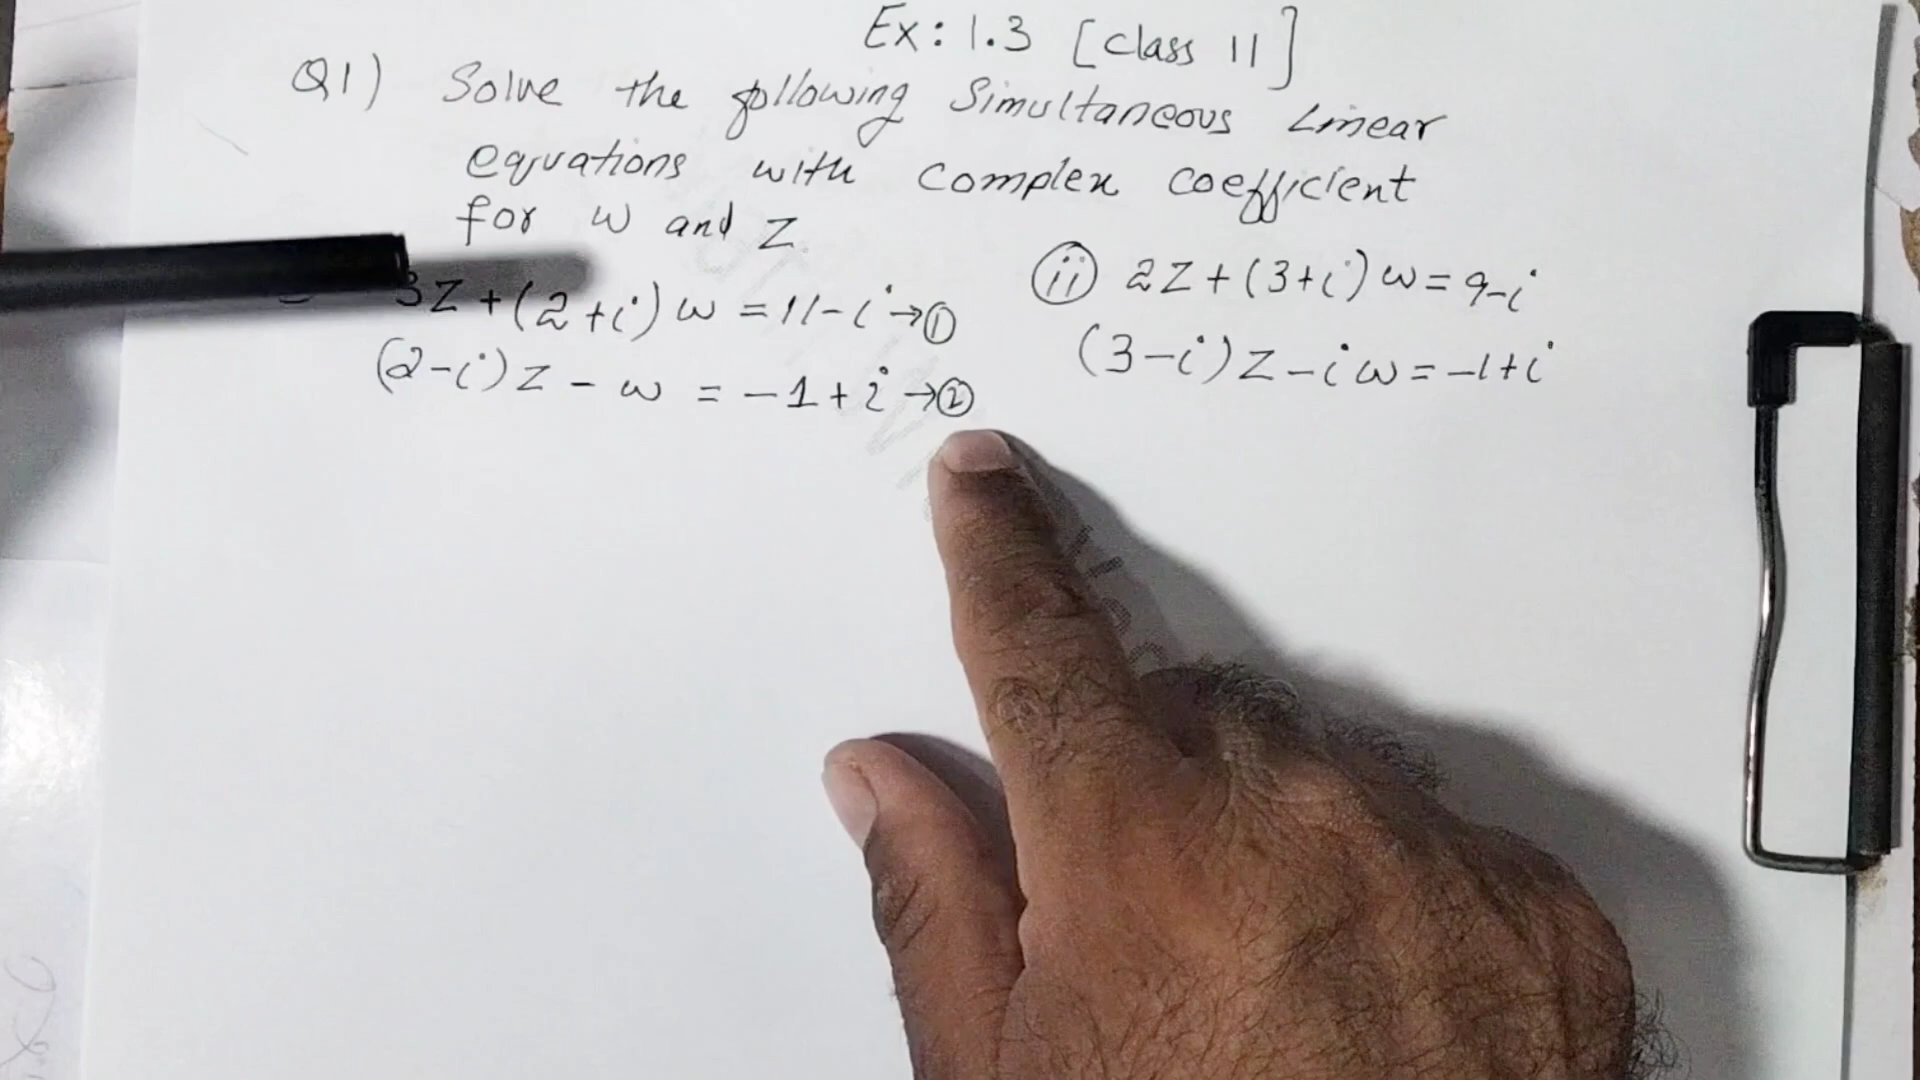 Ex: 1.3 [class 11]
Q1) Solve the following Simultaneous Linear
equations with complex coefficient
for w and z
3z + (2+i) w = 11-i → ①
(2-i) z - w = -1 + i → ②
ii 2z + (3+i) w = 9-i
(3-i) z - i w = -1+i